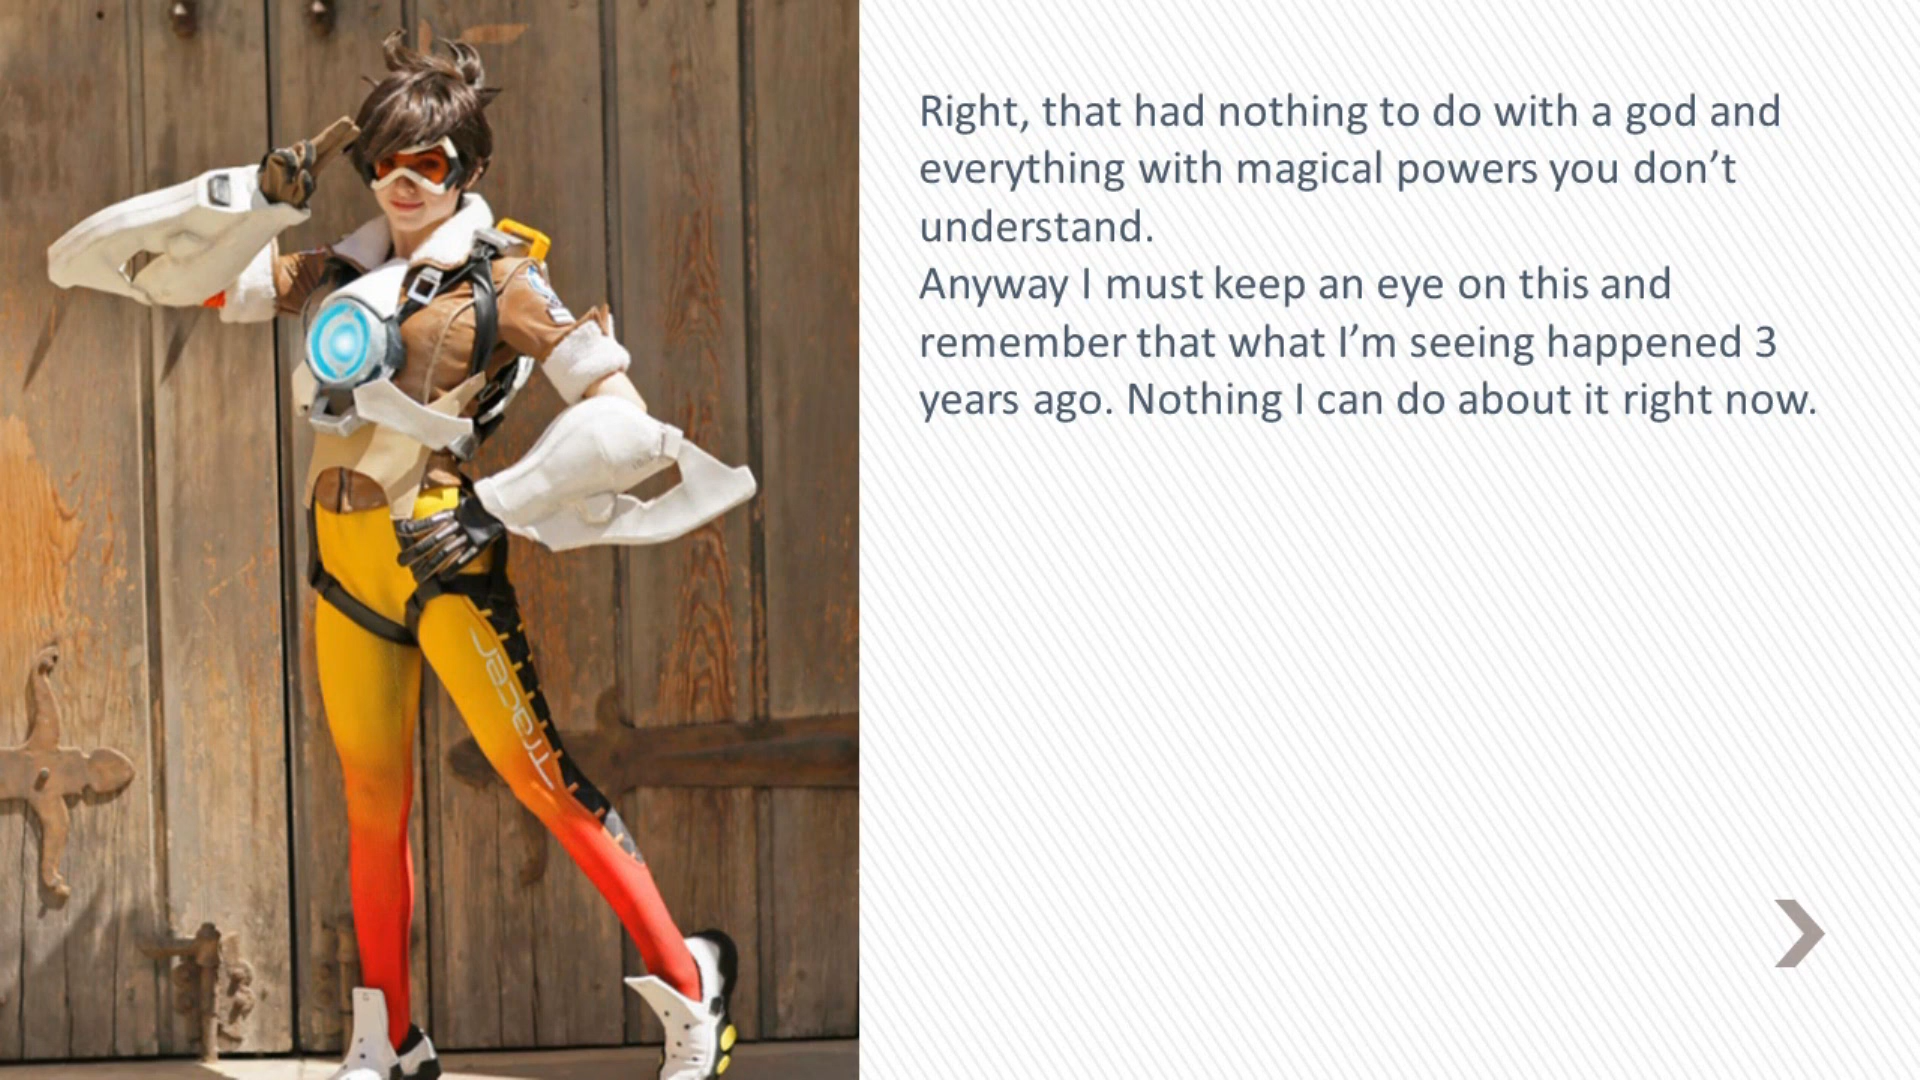 Right, that had nothing to do with a god and
everything with magical powers you don’t
understand.
Anyway I must keep an eye on this and
remember that what I’m seeing happened 3
years ago. Nothing I can do about it right now.
Tracer